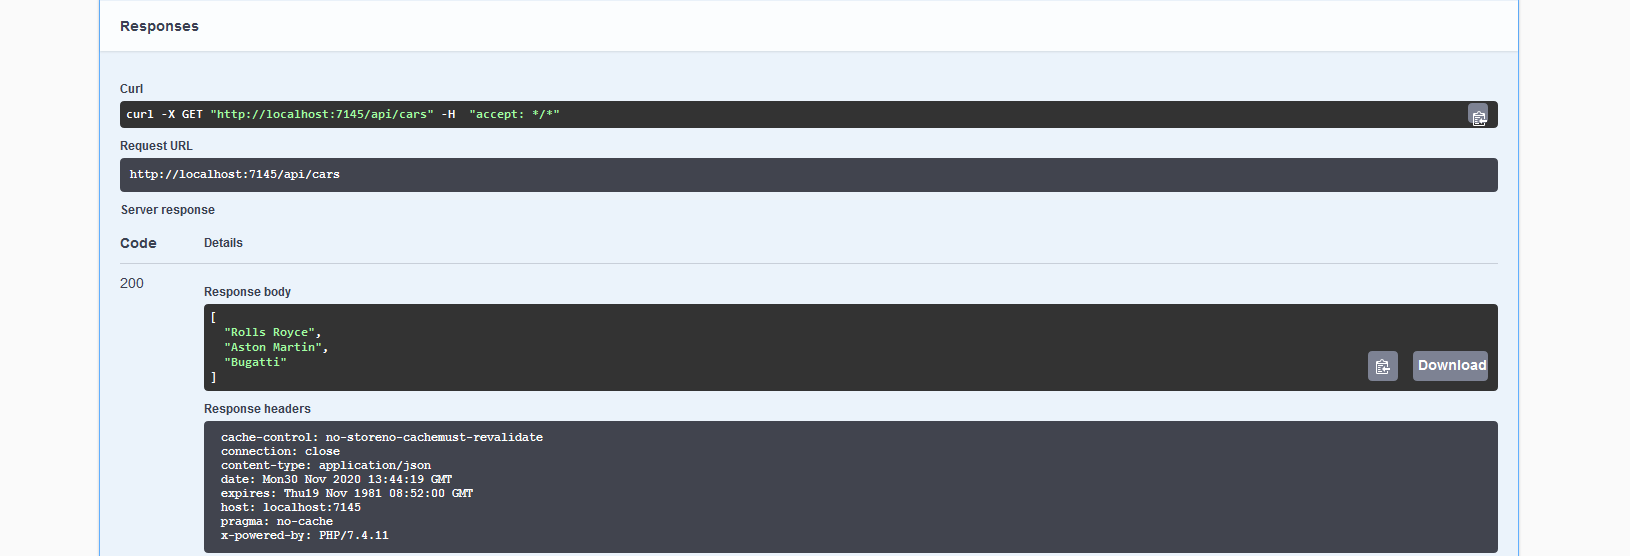 Responses
Curl
curl -X GET "http://localhost:7145/api/cars" -H  "accept: */*"
Request URL
http://localhost:7145/api/cars
Server response
Code Details
200
Response body
[
  "Rolls Royce",
  "Aston Martin",
  "Bugatti"
]
Download
Response headers
cache-control: no-storeno-cachemust-revalidate
connection: close
content-type: application/json
date: Mon30 Nov 2020 13:44:19 GMT
expires: Thu19 Nov 1981 08:52:00 GMT
host: localhost:7145
pragma: no-cache
x-powered-by: PHP/7.4.11